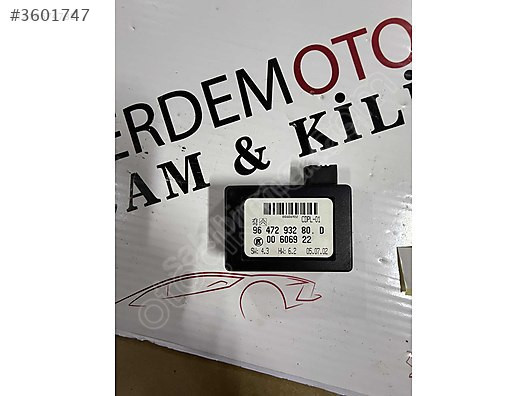 #3601747
ERDEMOTO
CAM & KİLİ
CDPL-01
96 472 932 80. D
K 00 6069 22
SW: 4.3 HW: 6.2 05.07.02